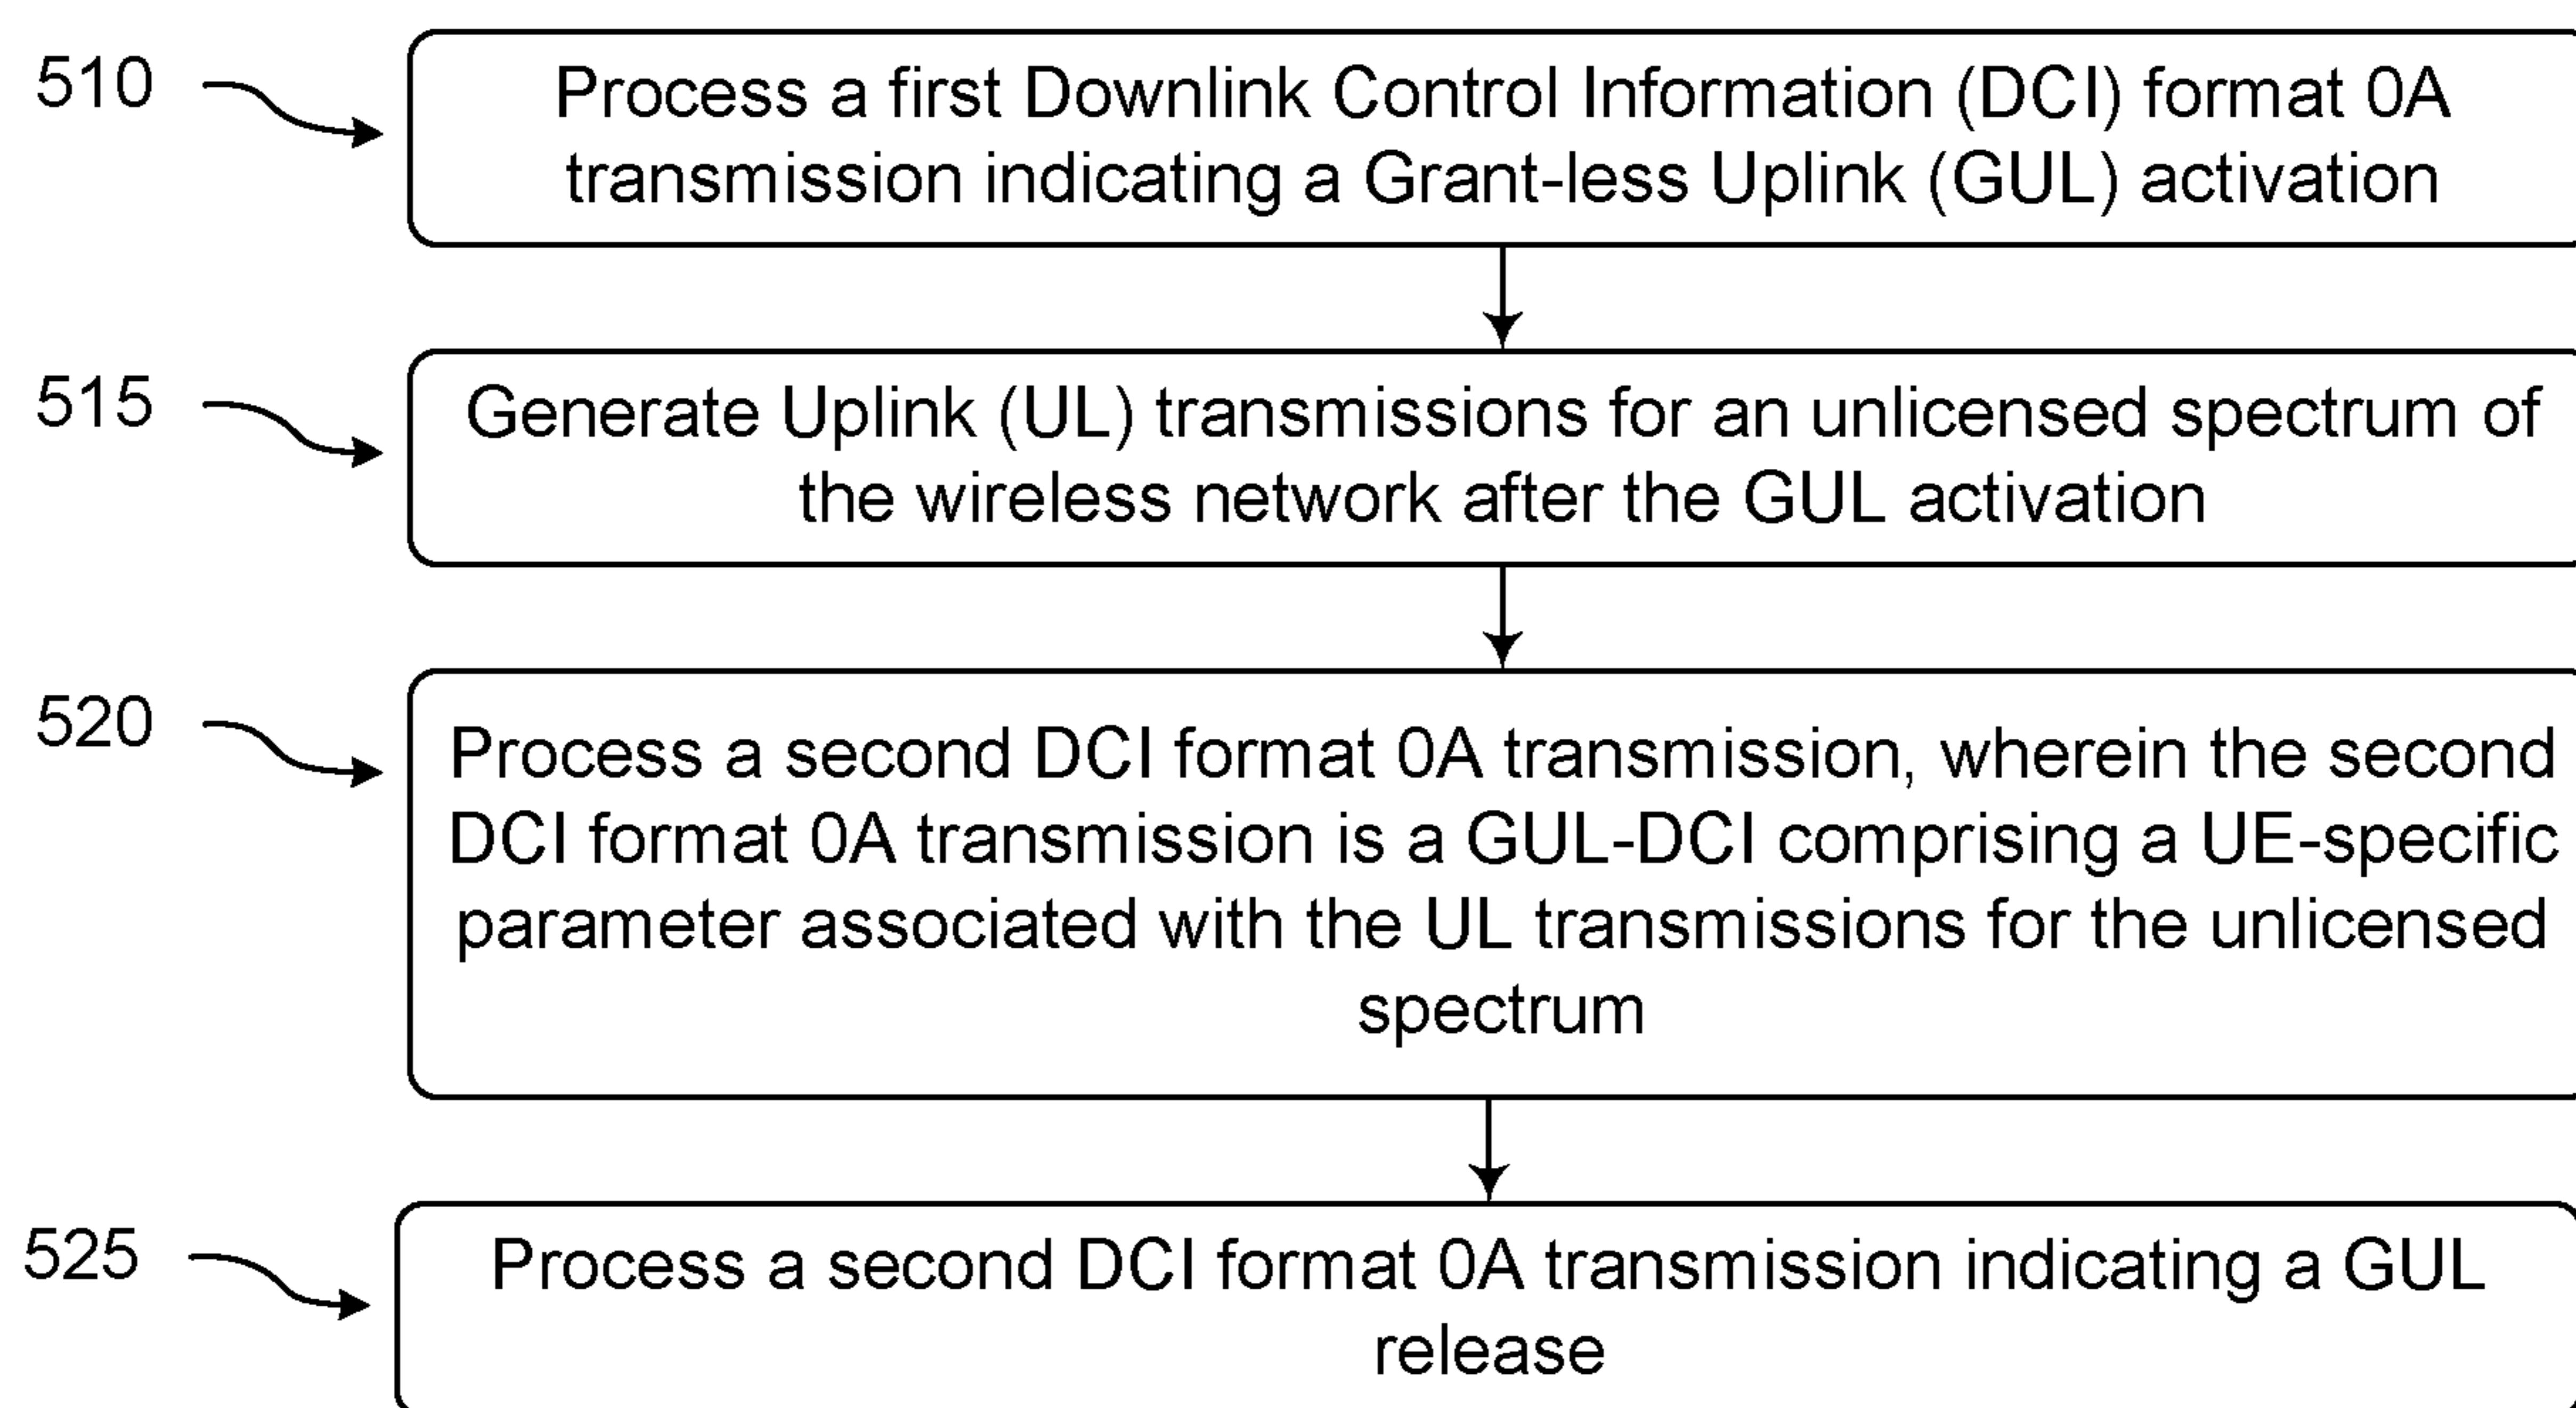 510
Process a first Downlink Control Information (DCI) format 0A
transmission indicating a Grant-less Uplink (GUL) activation
515
Generate Uplink (UL) transmissions for an unlicensed spectrum of
the wireless network after the GUL activation
520
Process a second DCI format 0A transmission, wherein the second
DCI format 0A transmission is a GUL-DCI comprising a UE-specific
parameter associated with the UL transmissions for the unlicensed
spectrum
525
Process a second DCI format 0A transmission indicating a GUL
release